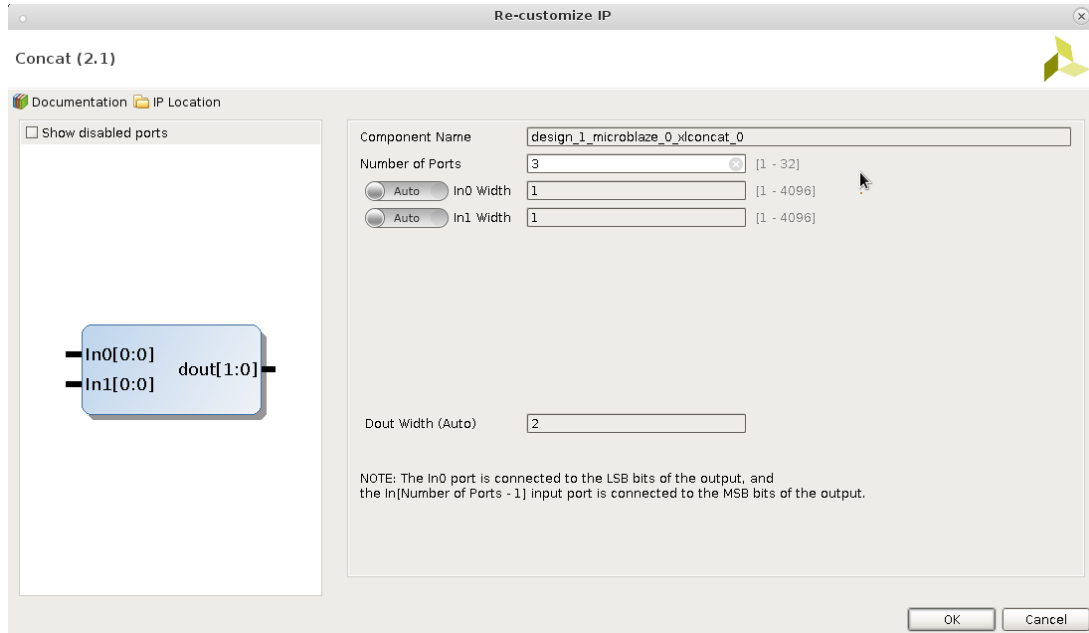 Re-customize IP
Concat (2.1)
Documentation IP Location
Show disabled ports
In0[0:0]
In1[0:0]
dout[1:0]
Component Name design_1_microblaze_0_xlconcat_0
Number of Ports 3 [1 - 32]
Auto In0 Width 1 [1 - 4096]
Auto In1 Width 1 [1 - 4096]
Dout Width (Auto) 2
NOTE: The In0 port is connected to the LSB bits of the output, and
the In[Number of Ports - 1] input port is connected to the MSB bits of the output.
OK Cancel